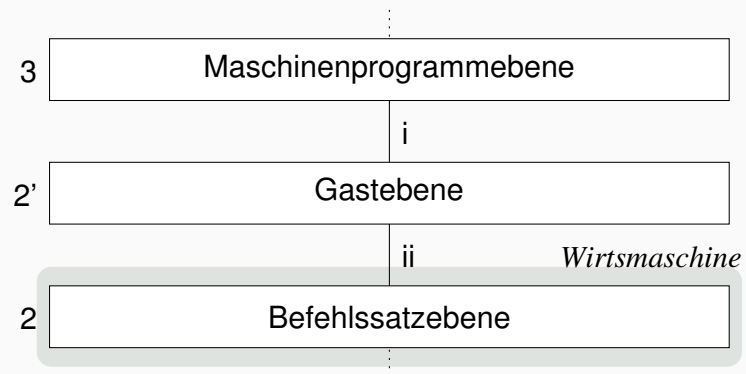 3 Maschinenprogrammebene
i
2’ Gastebene
ii Wirtsmaschine
2 Befehlssatzebene